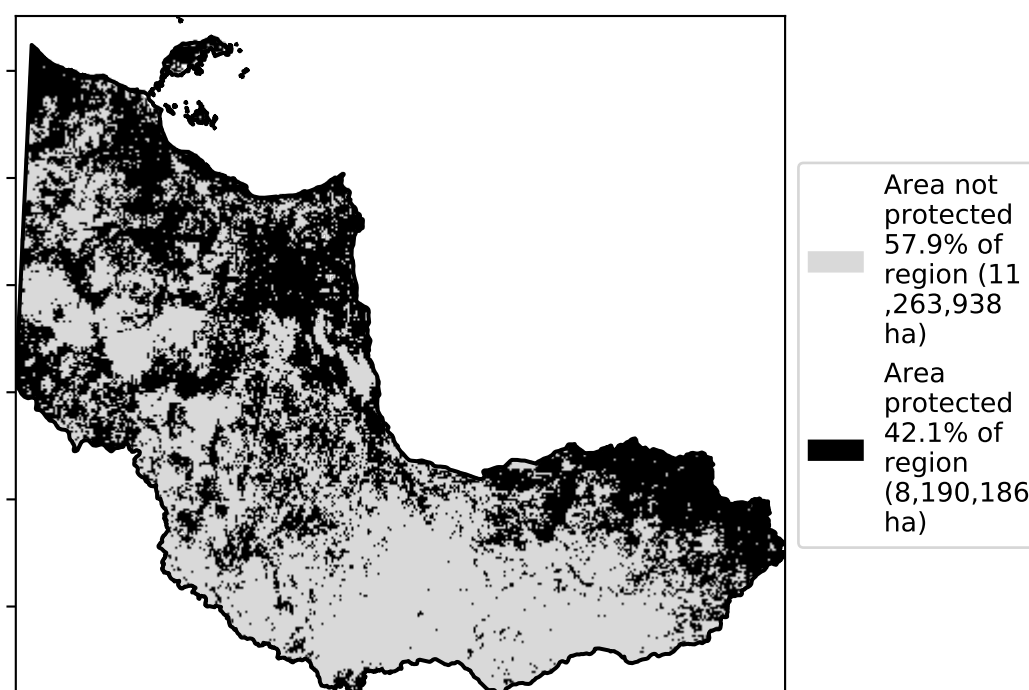 Area not
protected
57.9% of
region (11
,263,938
ha)
Area
protected
42.1% of
region
(8,190,186
ha)